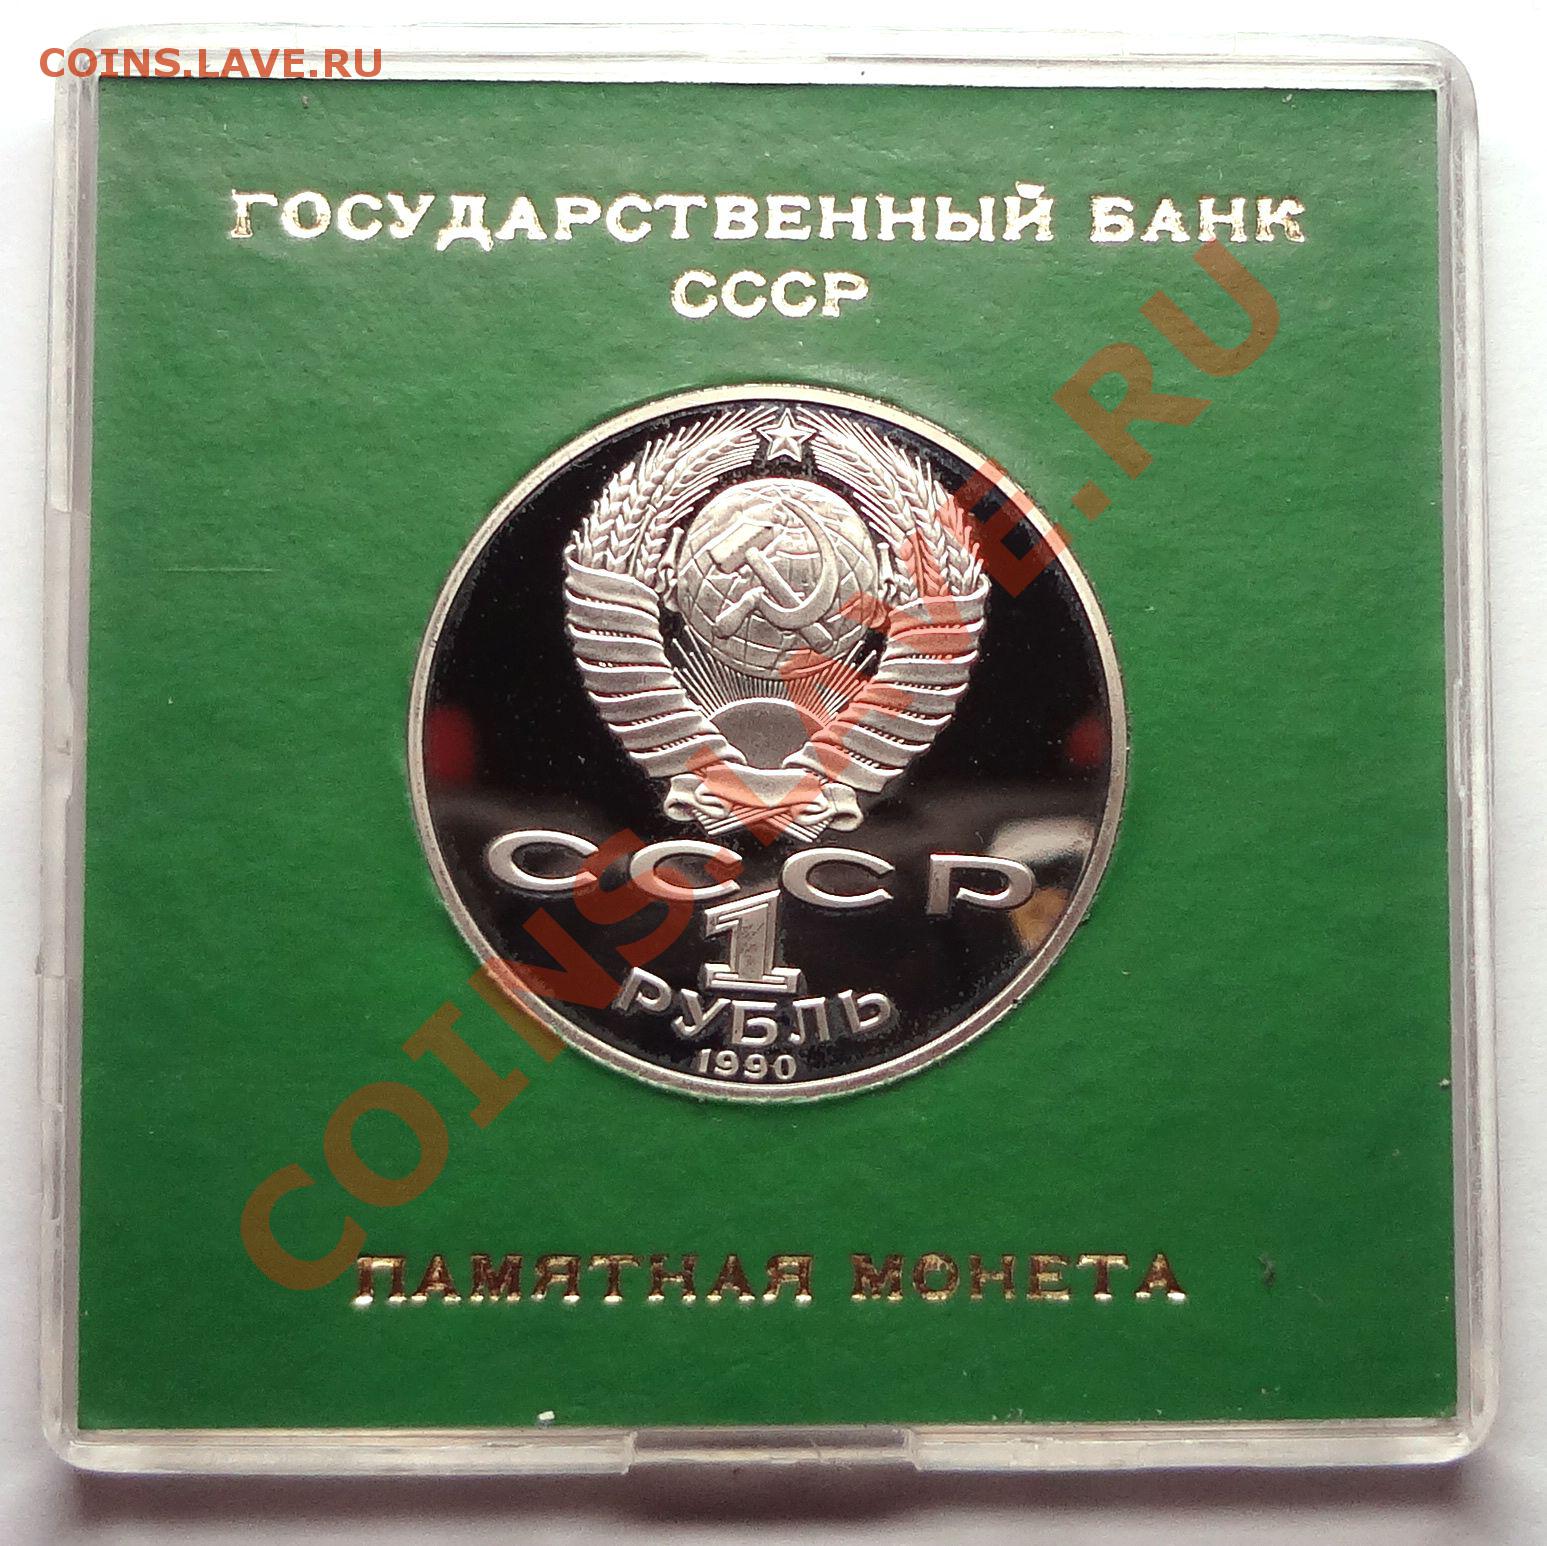 COINS.LAVE.RU
ГОСУДАРСТВЕННЫЙ БАНК
СССР
СССР
1
РУБЛЬ
1990
ПАМЯТНАЯ МОНЕТА
COINS.LAVE.RU